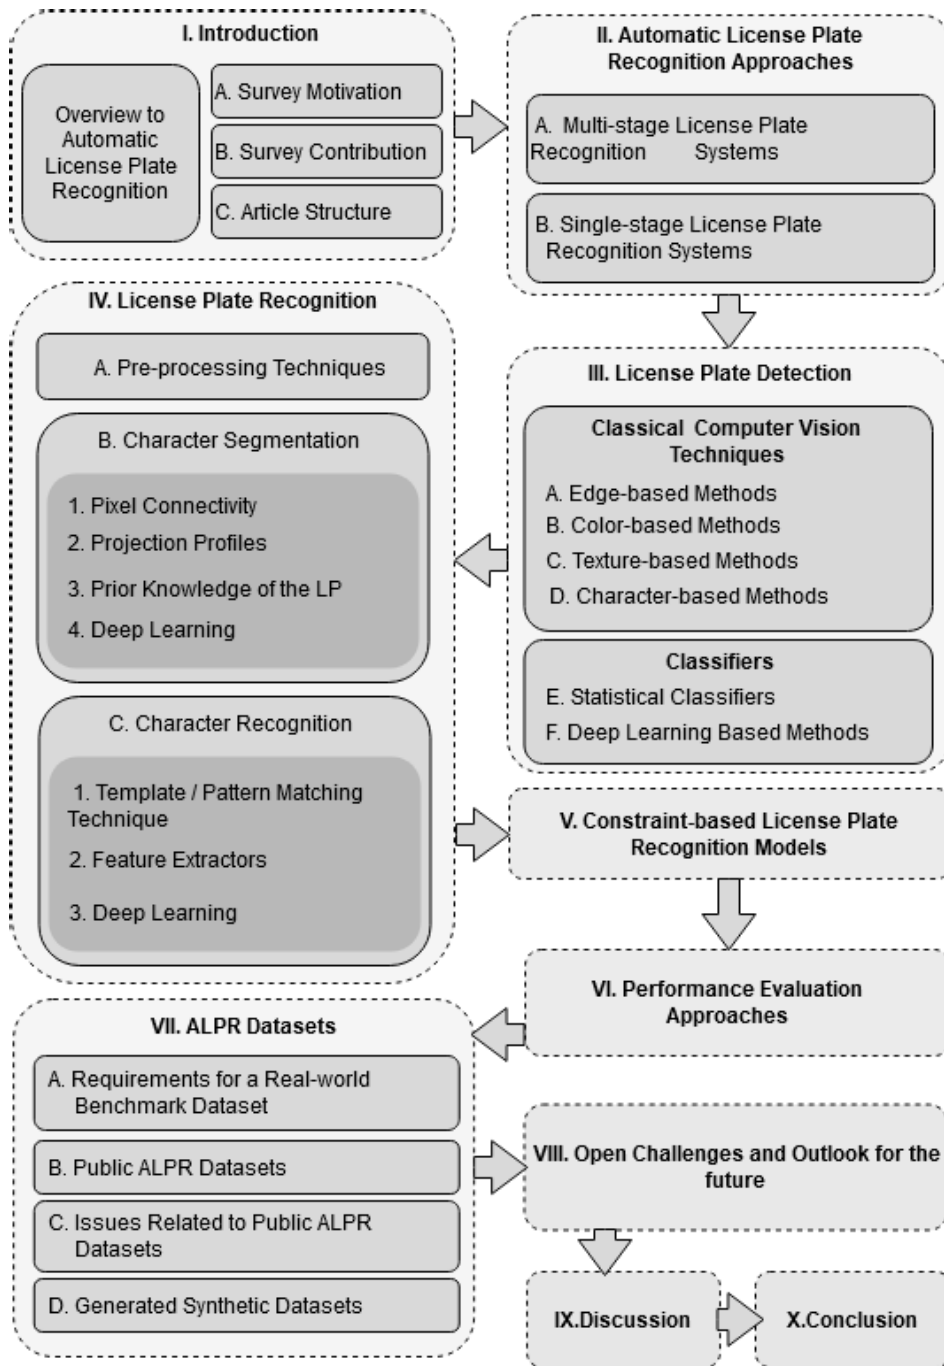 I. Introduction
Overview to
Automatic
License Plate
Recognition
A. Survey Motivation
B. Survey Contribution
C. Article Structure
II. Automatic License Plate
Recognition Approaches
A. Multi-stage License Plate
Recognition Systems
B. Single-stage License Plate
Recognition Systems
III. License Plate Detection
Classical Computer Vision
Techniques
A. Edge-based Methods
B. Color-based Methods
C. Texture-based Methods
D. Character-based Methods
Classifiers
E. Statistical Classifiers
F. Deep Learning Based Methods
IV. License Plate Recognition
A. Pre-processing Techniques
B. Character Segmentation
1. Pixel Connectivity
2. Projection Profiles
3. Prior Knowledge of the LP
4. Deep Learning
C. Character Recognition
1. Template / Pattern Matching
Technique
2. Feature Extractors
3. Deep Learning
V. Constraint-based License Plate
Recognition Models
VI. Performance Evaluation
Approaches
VII. ALPR Datasets
A. Requirements for a Real-world
Benchmark Dataset
B. Public ALPR Datasets
C. Issues Related to Public ALPR
Datasets
D. Generated Synthetic Datasets
VIII. Open Challenges and Outlook for the
future
IX.Discussion
X.Conclusion